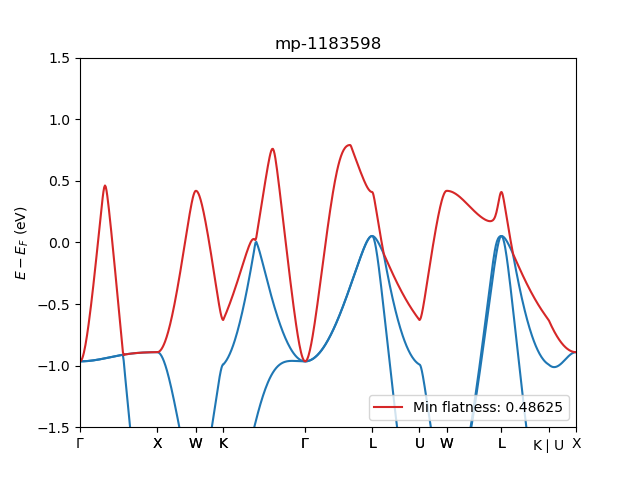 mp-1183598
E − E_F (eV)
1.5
1.0
0.5
0.0
−0.5
−1.0
−1.5
Min flatness: 0.48625
Γ X W K Γ L U W L K | U X